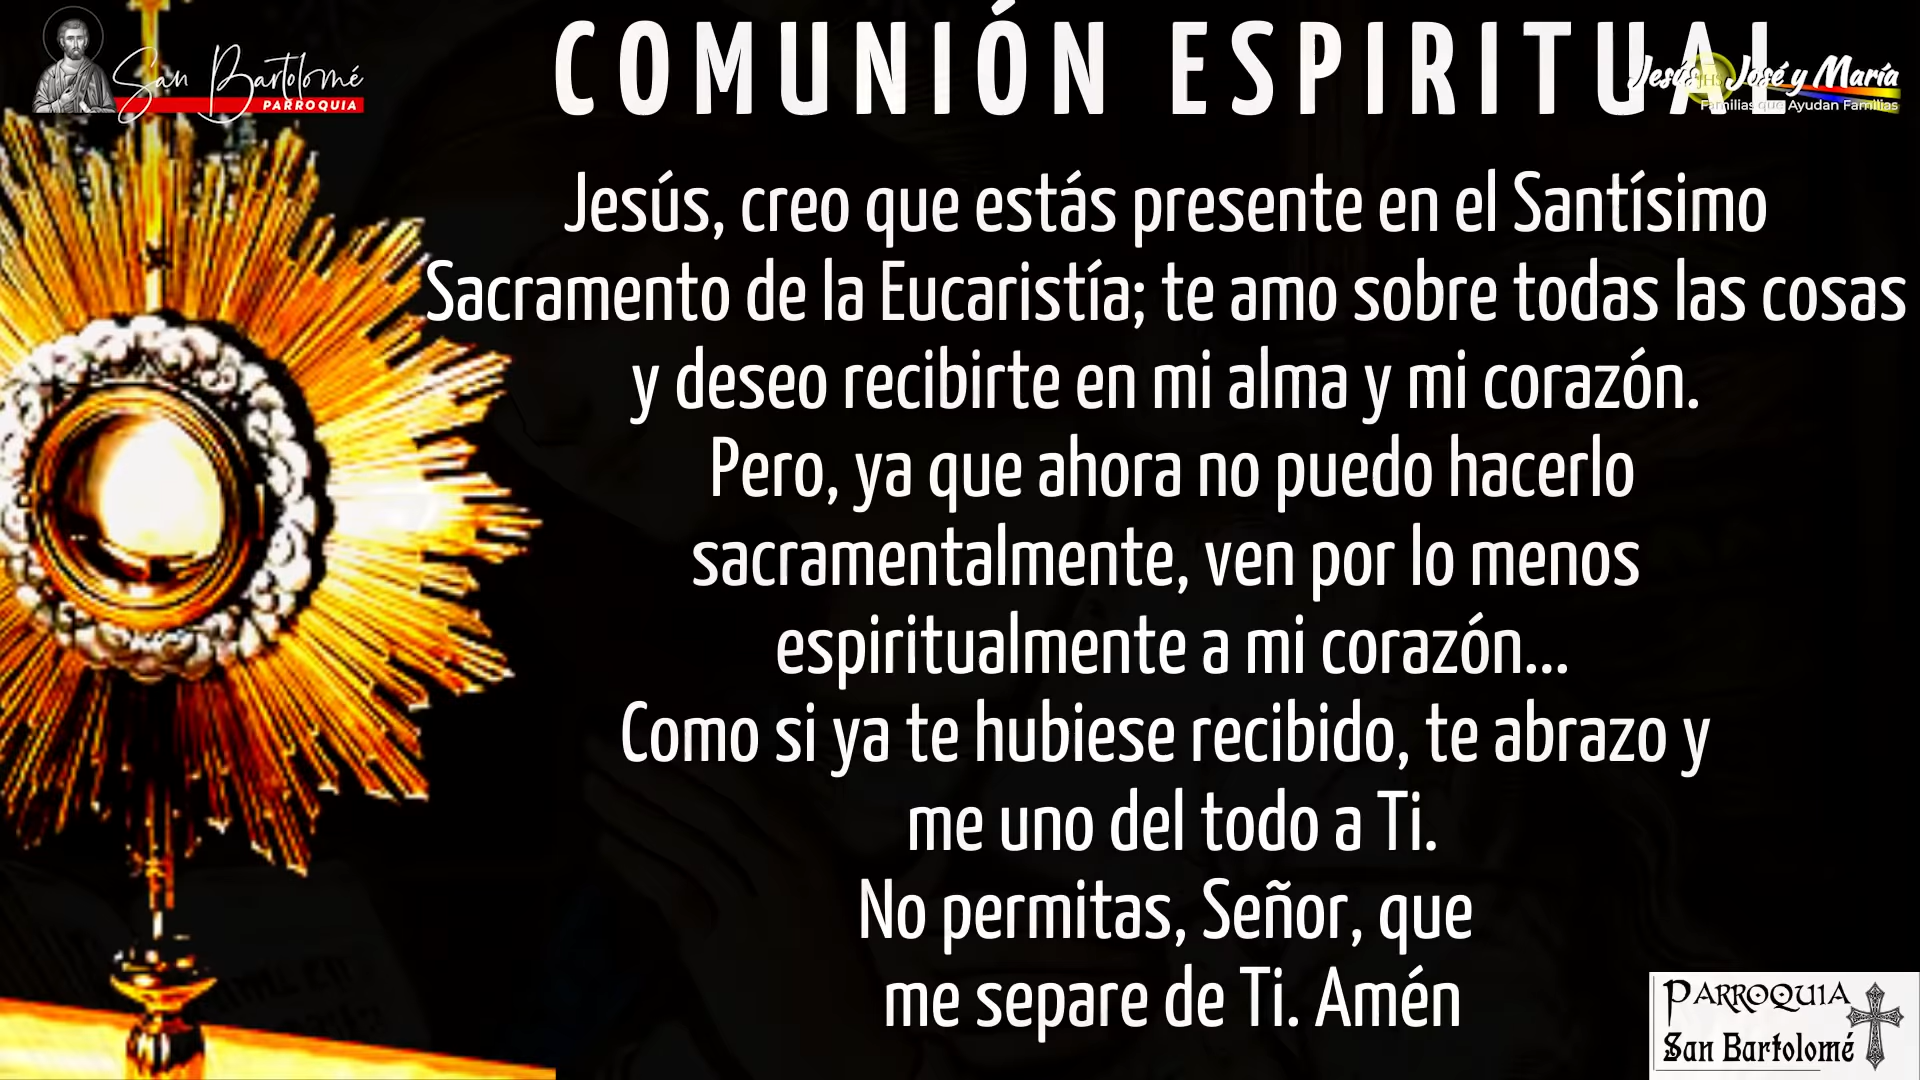 San Bartolomé
PARROQUIA
COMUNIÓN ESPIRITUAL
Jesús José y María
Familias que Ayudan Familias
Jesús, creo que estás presente en el Santísimo
Sacramento de la Eucaristía; te amo sobre todas las cosas
y deseo recibirte en mi alma y mi corazón.
Pero, ya que ahora no puedo hacerlo
sacramentalmente, ven por lo menos
espiritualmente a mi corazón...
Como si ya te hubiese recibido, te abrazo y
me uno del todo a Ti.
No permitas, Señor, que
me separe de Ti. Amén
PARROQUIA
San Bartolomé